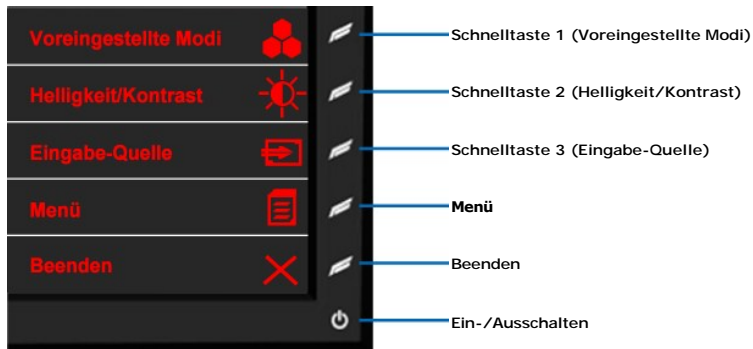 Voreingestellte Modi Schnelltaste 1 (Voreingestellte Modi)
Helligkeit/Kontrast Schnelltaste 2 (Helligkeit/Kontrast)
Eingabe-Quelle Schnelltaste 3 (Eingabe-Quelle)
Menü Menü
Beenden Beenden
Ein-/Ausschalten